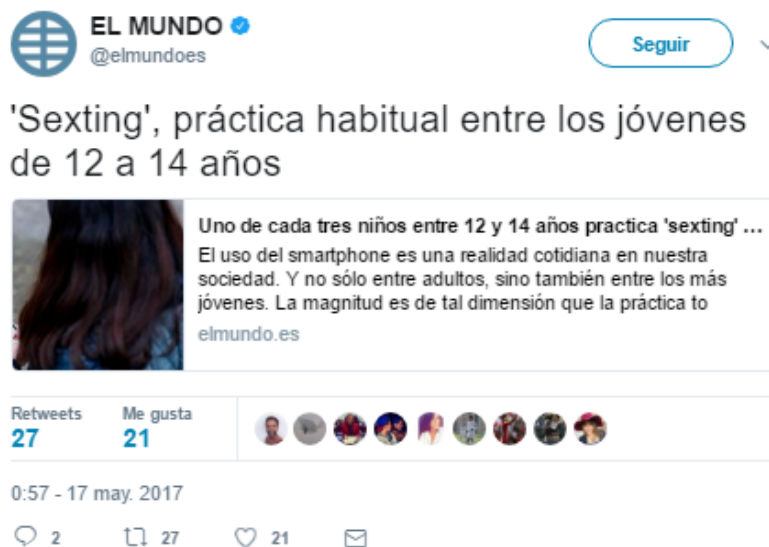 EL MUNDO
@elmundoes
Seguir
'Sexting', práctica habitual entre los jóvenes
de 12 a 14 años
Uno de cada tres niños entre 12 y 14 años practica 'sexting' ...
El uso del smartphone es una realidad cotidiana en nuestra
sociedad. Y no sólo entre adultos, sino también entre los más
jóvenes. La magnitud es de tal dimensión que la práctica to
elmundo.es
Retweets Me gusta
27 21
0:57 - 17 may. 2017
2 27 21